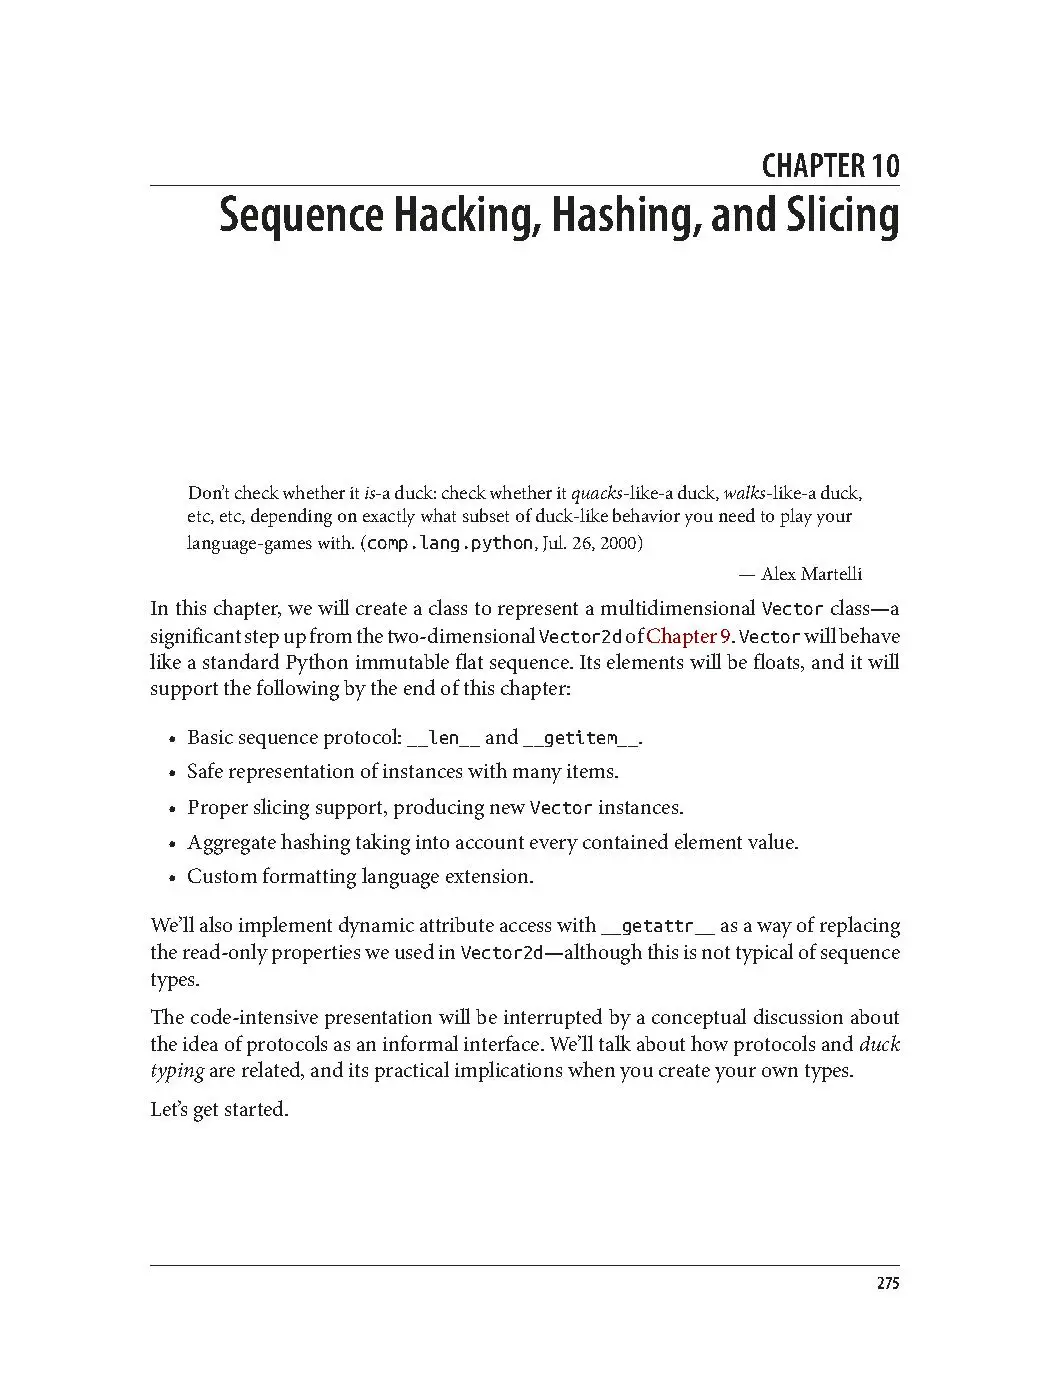 CHAPTER 10
Sequence Hacking, Hashing, and Slicing
Don’t check whether it is-a duck: check whether it quacks-like-a duck, walks-like-a duck,
etc, etc, depending on exactly what subset of duck-like behavior you need to play your
language-games with. (comp.lang.python, Jul. 26, 2000)
— Alex Martelli
In this chapter, we will create a class to represent a multidimensional Vector class—a
significant step up from the two-dimensional Vector2d of Chapter 9. Vector will behave
like a standard Python immutable flat sequence. Its elements will be floats, and it will
support the following by the end of this chapter:
• Basic sequence protocol: __len__ and __getitem__.
• Safe representation of instances with many items.
• Proper slicing support, producing new Vector instances.
• Aggregate hashing taking into account every contained element value.
• Custom formatting language extension.
We’ll also implement dynamic attribute access with __getattr__ as a way of replacing
the read-only properties we used in Vector2d—although this is not typical of sequence
types.
The code-intensive presentation will be interrupted by a conceptual discussion about
the idea of protocols as an informal interface. We’ll talk about how protocols and duck
typing are related, and its practical implications when you create your own types.
Let’s get started.
275